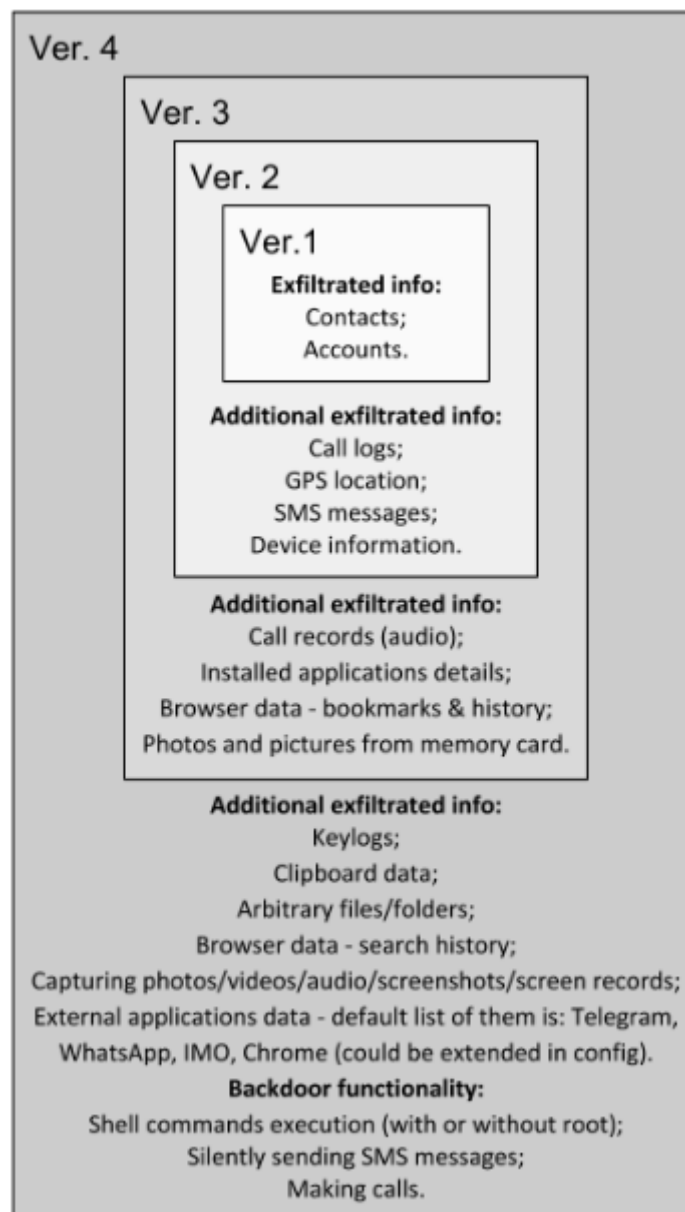 Ver. 4
Ver. 3
Ver. 2
Ver.1
Exfiltrated info:
Contacts;
Accounts.
Additional exfiltrated info:
Call logs;
GPS location;
SMS messages;
Device information.
Additional exfiltrated info:
Call records (audio);
Installed applications details;
Browser data - bookmarks & history;
Photos and pictures from memory card.
Additional exfiltrated info:
Keylogs;
Clipboard data;
Arbitrary files/folders;
Browser data - search history;
Capturing photos/videos/audio/screenshots/screen records;
External applications data - default list of them is: Telegram,
WhatsApp, IMO, Chrome (could be extended in config).
Backdoor functionality:
Shell commands execution (with or without root);
Silently sending SMS messages;
Making calls.